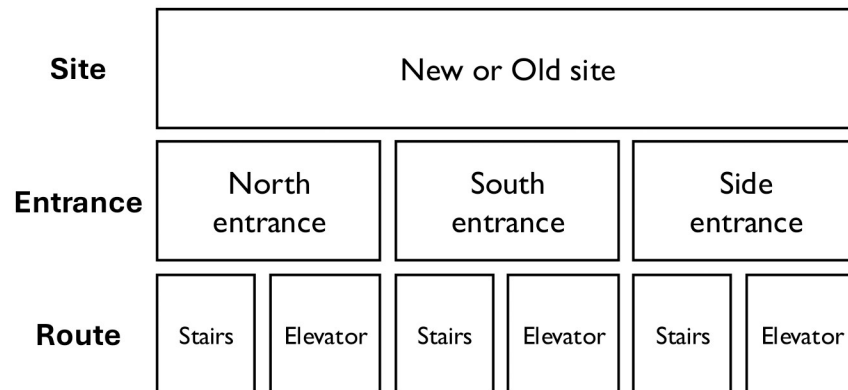 Site
New or Old site
Entrance
North
entrance
South
entrance
Side
entrance
Route
Stairs
Elevator
Stairs
Elevator
Stairs
Elevator